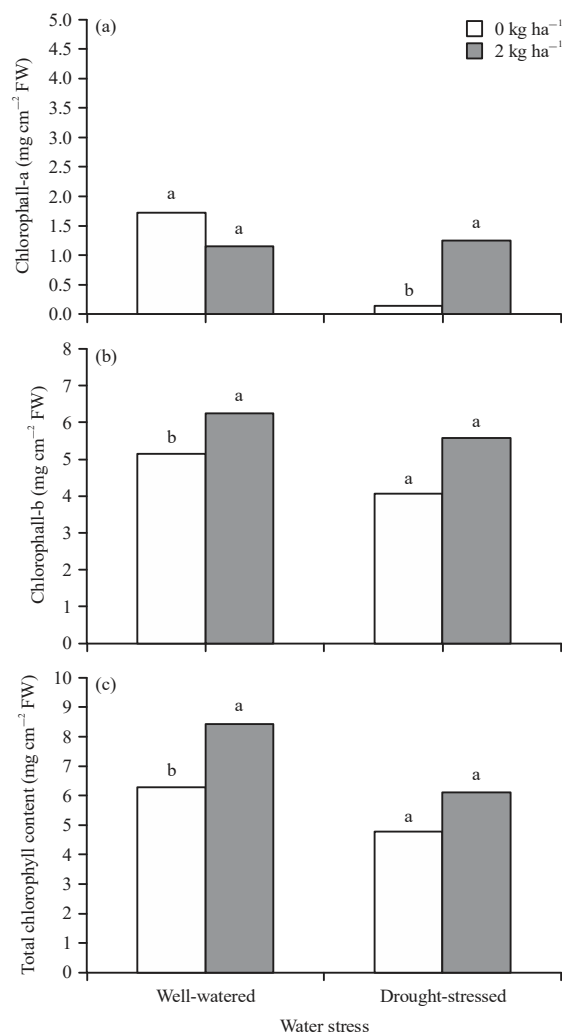 (a)
0 kg ha⁻¹
2 kg ha⁻¹
Chlorophall-a (mg cm⁻² FW)
5.0
4.5
4.0
3.5
3.0
2.5
2.0
1.5
1.0
0.5
0.0
a
a
b
a
(b)
Chlorophall-b (mg cm⁻² FW)
8
7
6
5
4
3
2
1
0
b
a
a
a
(c)
Total chlorophyll content (mg cm⁻² FW)
10
9
8
7
6
5
4
3
2
1
0
b
a
a
a
Well-watered
Drought-stressed
Water stress